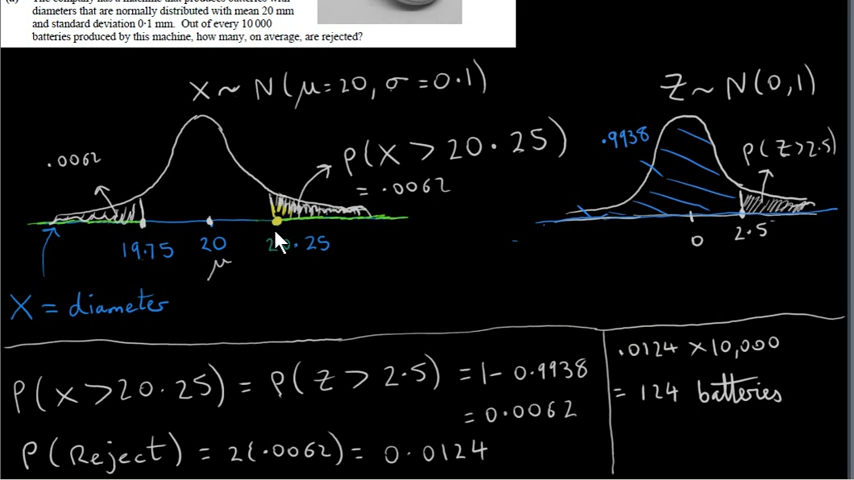 (a) The company has a machine that produces batteries with
diameters that are normally distributed with mean 20 mm
and standard deviation 0·1 mm. Out of every 10 000
batteries produced by this machine, how many, on average, are rejected?
X ~ N(μ=20, σ=0·1)
Z ~ N(0,1)
.0062
P(X > 20·25)
= .0062
.9938
P(Z>2.5)
19.75
20
20.25
μ
0
2.5
X = diameter
P(X>20.25) = P(Z > 2.5) = 1- 0.9938
= 0.0062
P(Reject) = 2(.0062) = 0.0124
.0124 X 10,000
= 124 batteries